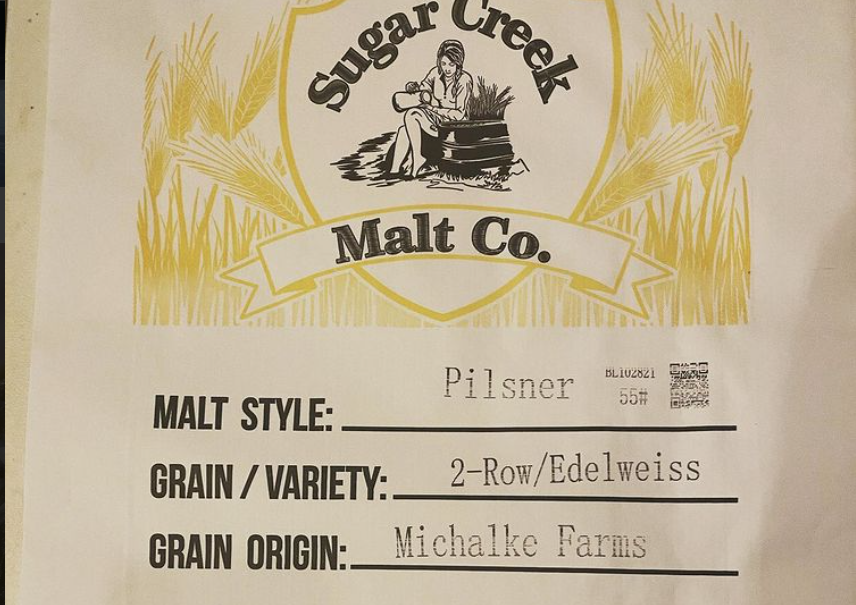 Sugar Creek
Malt Co.
BL102821
Pilsner
55#
MALT STYLE:
2-Row/Edelweiss
GRAIN / VARIETY:
Michalke Farms
GRAIN ORIGIN: